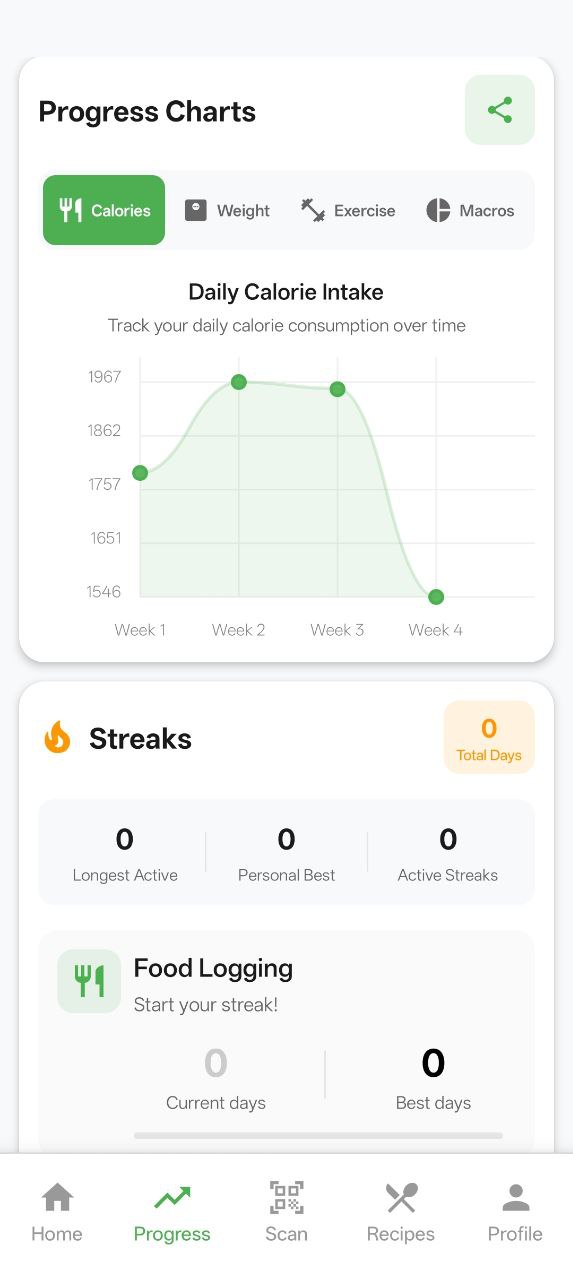 Progress Charts
Calories Weight Exercise Macros
Daily Calorie Intake
Track your daily calorie consumption over time
1967
1862
1757
1651
1546
Week 1 Week 2 Week 3 Week 4
Streaks
0
Total Days
0 0 0
Longest Active Personal Best Active Streaks
Food Logging
Start your streak!
0 0
Current days Best days
Home Progress Scan Recipes Profile